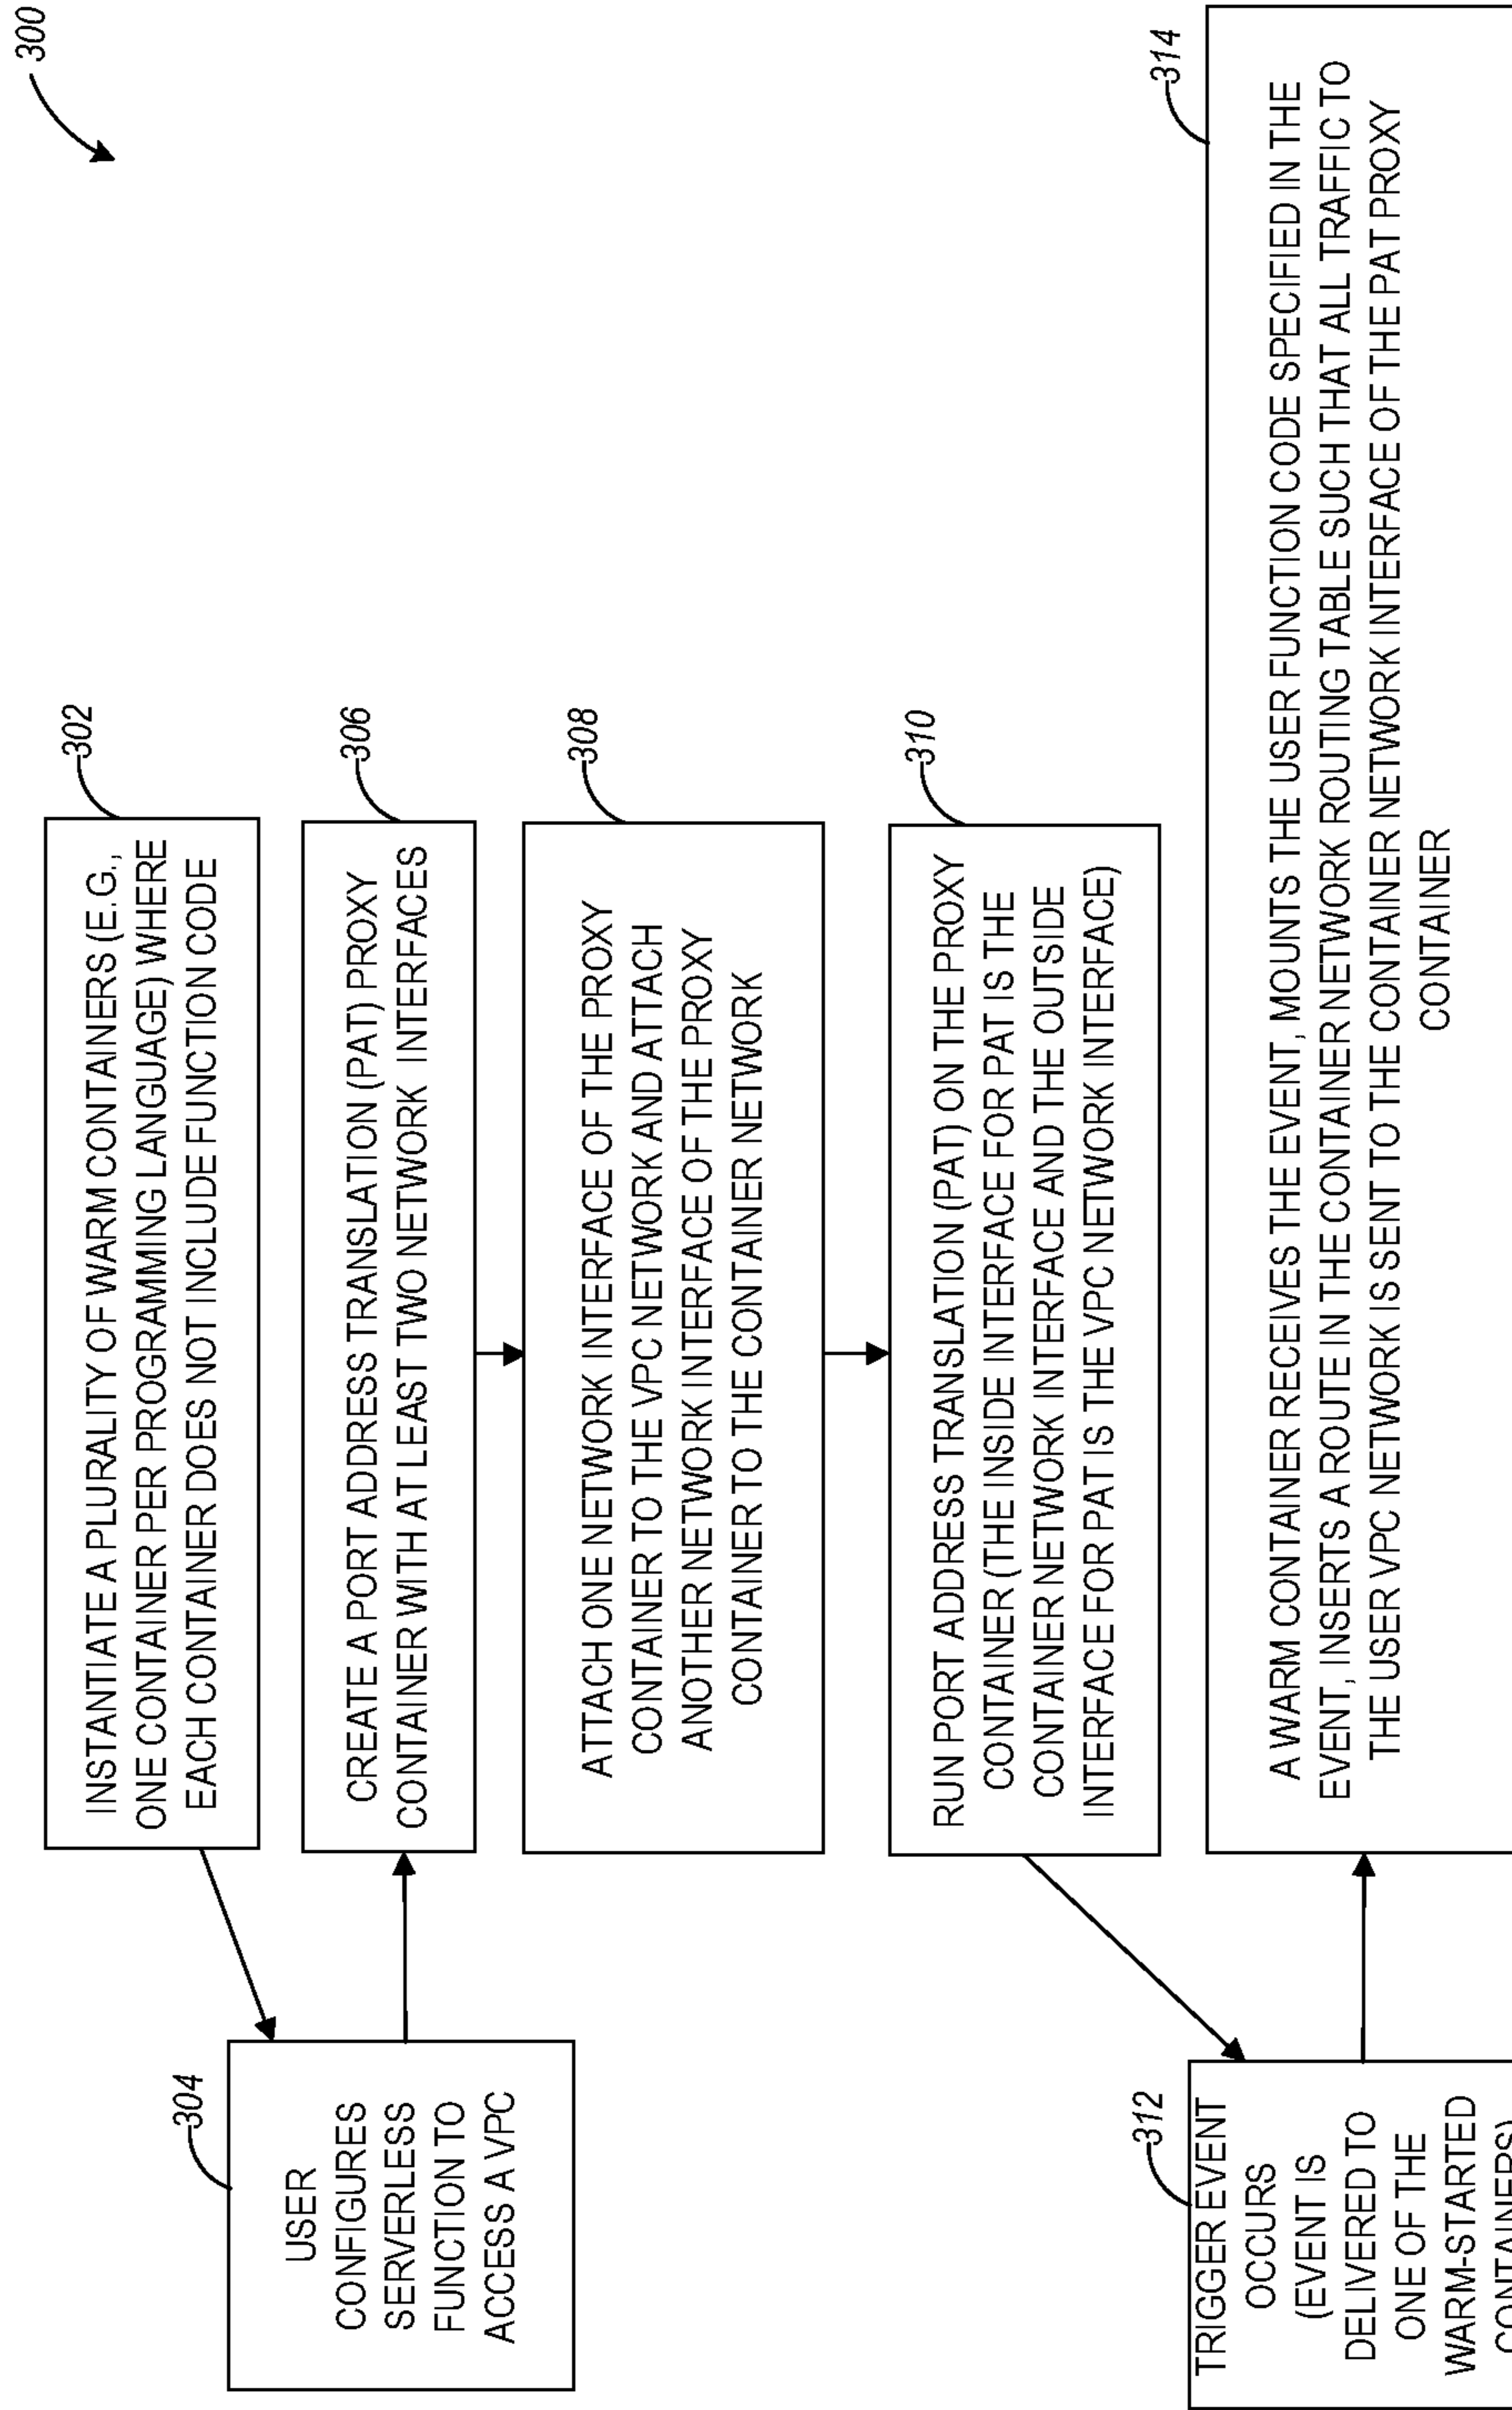 300
302
INSTANTIATE A PLURALITY OF WARM CONTAINERS (E.G.,
ONE CONTAINER PER PROGRAMMING LANGUAGE) WHERE
EACH CONTAINER DOES NOT INCLUDE FUNCTION CODE
304
USER
CONFIGURES
SERVERLESS
FUNCTION TO
ACCESS A VPC
306
CREATE A PORT ADDRESS TRANSLATION (PAT) PROXY
CONTAINER WITH AT LEAST TWO NETWORK INTERFACES
308
ATTACH ONE NETWORK INTERFACE OF THE PROXY
CONTAINER TO THE VPC NETWORK AND ATTACH
ANOTHER NETWORK INTERFACE OF THE PROXY
CONTAINER TO THE CONTAINER NETWORK
310
RUN PORT ADDRESS TRANSLATION (PAT) ON THE PROXY
CONTAINER (THE INSIDE INTERFACE FOR PAT IS THE
CONTAINER NETWORK INTERFACE AND THE OUTSIDE
INTERFACE FOR PAT IS THE VPC NETWORK INTERFACE)
312
TRIGGER EVENT
OCCURS
(EVENT IS
DELIVERED TO
ONE OF THE
WARM-STARTED
CONTAINERS)
314
A WARM CONTAINER RECEIVES THE EVENT, MOUNTS THE USER FUNCTION CODE SPECIFIED IN THE
EVENT, INSERTS A ROUTE IN THE CONTAINER NETWORK ROUTING TABLE SUCH THAT ALL TRAFFIC TO
THE USER VPC NETWORK IS SENT TO THE CONTAINER NETWORK INTERFACE OF THE PAT PROXY
CONTAINER